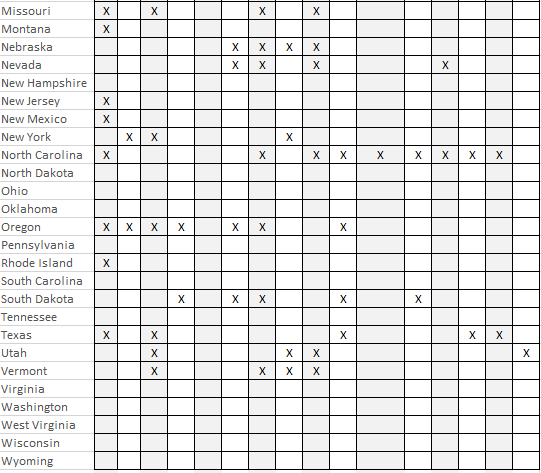 Missouri X X X X
Montana X
Nebraska X X X X
Nevada X X X X
New Hampshire
New Jersey X
New Mexico X
New York X X X
North Carolina X X X X X X X X X
North Dakota
Ohio
Oklahoma
Oregon X X X X X X X
Pennsylvania
Rhode Island X
South Carolina
South Dakota X X X X X
Tennessee
Texas X X X X X
Utah X X X X
Vermont X X X X
Virginia
Washington
West Virginia
Wisconsin
Wyoming